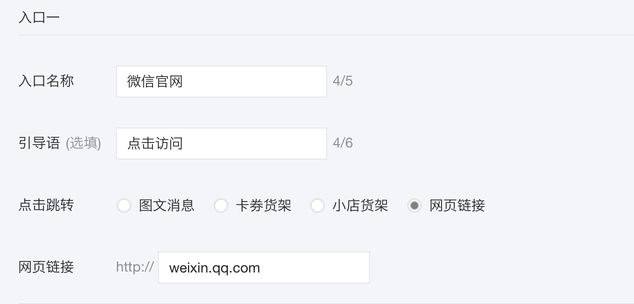 入口一
入口名称 微信官网 4/5
引导语 (选填) 点击访问 4/6
点击跳转 图文消息 卡券货架 小店货架 网页链接
网页链接 http:// weixin.qq.com